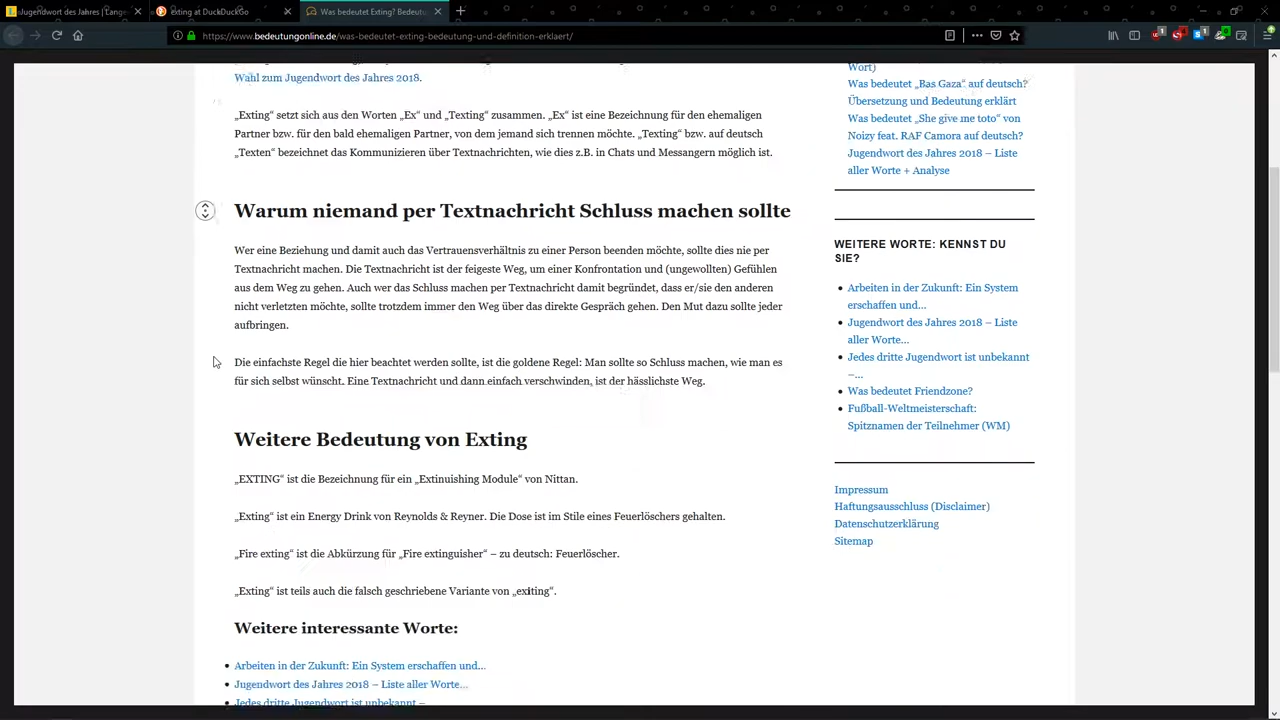 Jugendwort des Jahres | Lange
Exting at DuckDuckGo
Was bedeutet Exting? Bedeutu
https://www.bedeutungonline.de/was-bedeutet-exting-bedeutung-und-definition-erklaert/
Wahl zum Jugendwort des Jahres 2018.
„Exting“ setzt sich aus den Worten „Ex“ und „Texting“ zusammen. „Ex“ ist eine Bezeichnung für den ehemaligen
Partner bzw. für den bald ehemaligen Partner, von dem jemand sich trennen möchte. „Texting“ bzw. auf deutsch
„Texten“ bezeichnet das Kommunizieren über Textnachrichten, wie dies z.B. in Chats und Messangern möglich ist.
Warum niemand per Textnachricht Schluss machen sollte
Wer eine Beziehung und damit auch das Vertrauensverhältnis zu einer Person beenden möchte, sollte dies nie per
Textnachricht machen. Die Textnachricht ist der feigeste Weg, um einer Konfrontation und (ungewollten) Gefühlen
aus dem Weg zu gehen. Auch wer das Schluss machen per Textnachricht damit begründet, dass er/sie den anderen
nicht verletzten möchte, sollte trotzdem immer den Weg über das direkte Gespräch gehen. Den Mut dazu sollte jeder
aufbringen.
Die einfachste Regel die hier beachtet werden sollte, ist die goldene Regel: Man sollte so Schluss machen, wie man es
für sich selbst wünscht. Eine Textnachricht und dann einfach verschwinden, ist der hässlichste Weg.
Weitere Bedeutung von Exting
„EXTING“ ist die Bezeichnung für ein „Extinuishing Module“ von Nittan.
„Exting“ ist ein Energy Drink von Reynolds & Reyner. Die Dose ist im Stile eines Feuerlöschers gehalten.
„Fire exting“ ist die Abkürzung für „Fire extinguisher“ – zu deutsch: Feuerlöscher.
„Exting“ ist teils auch die falsch geschriebene Variante von „exiting“.
Weitere interessante Worte:
Arbeiten in der Zukunft: Ein System erschaffen und…
Jugendwort des Jahres 2018 – Liste aller Worte…
Jedes dritte Jugendwort ist unbekannt –
Wort)
Was bedeutet „Bas Gaza“ auf deutsch?
Übersetzung und Bedeutung erklärt
Was bedeutet „She give me toto“ von
Noizy feat. RAF Camora auf deutsch?
Jugendwort des Jahres 2018 – Liste
aller Worte + Analyse
WEITERE WORTE: KENNST DU
SIE?
Arbeiten in der Zukunft: Ein System
erschaffen und…
Jugendwort des Jahres 2018 – Liste
aller Worte…
Jedes dritte Jugendwort ist unbekannt
–…
Was bedeutet Friendzone?
Fußball-Weltmeisterschaft:
Spitznamen der Teilnehmer (WM)
Impressum
Haftungsausschluss (Disclaimer)
Datenschutzerklärung
Sitemap